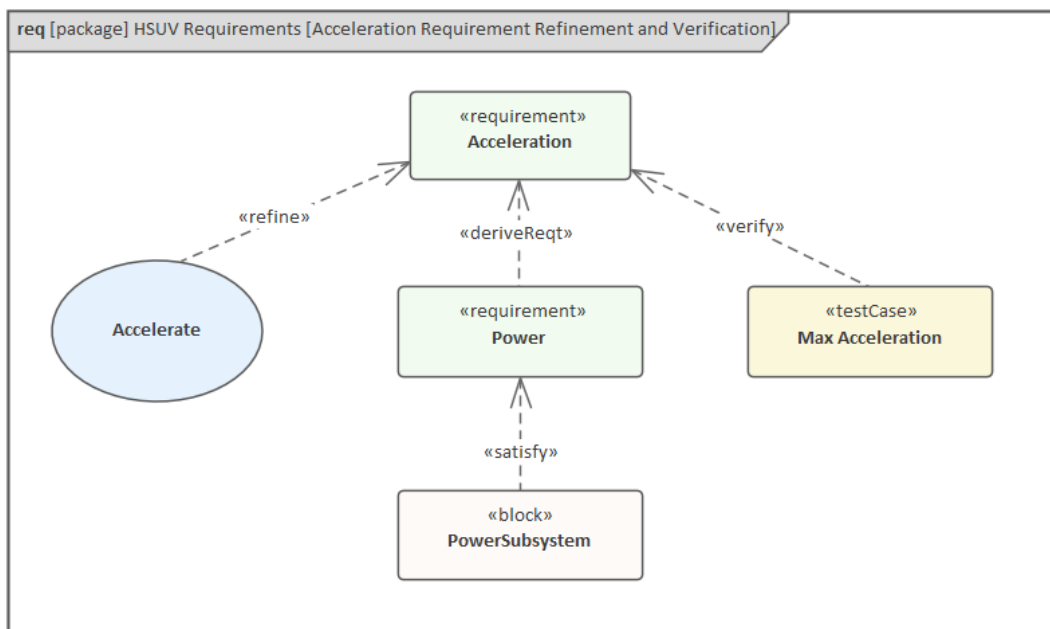 req [package] HSUV Requirements [Acceleration Requirement Refinement and Verification]
«requirement»
Acceleration
«refine»
«deriveReqt»
«verify»
Accelerate
«requirement»
Power
«testCase»
Max Acceleration
«satisfy»
«block»
PowerSubsystem